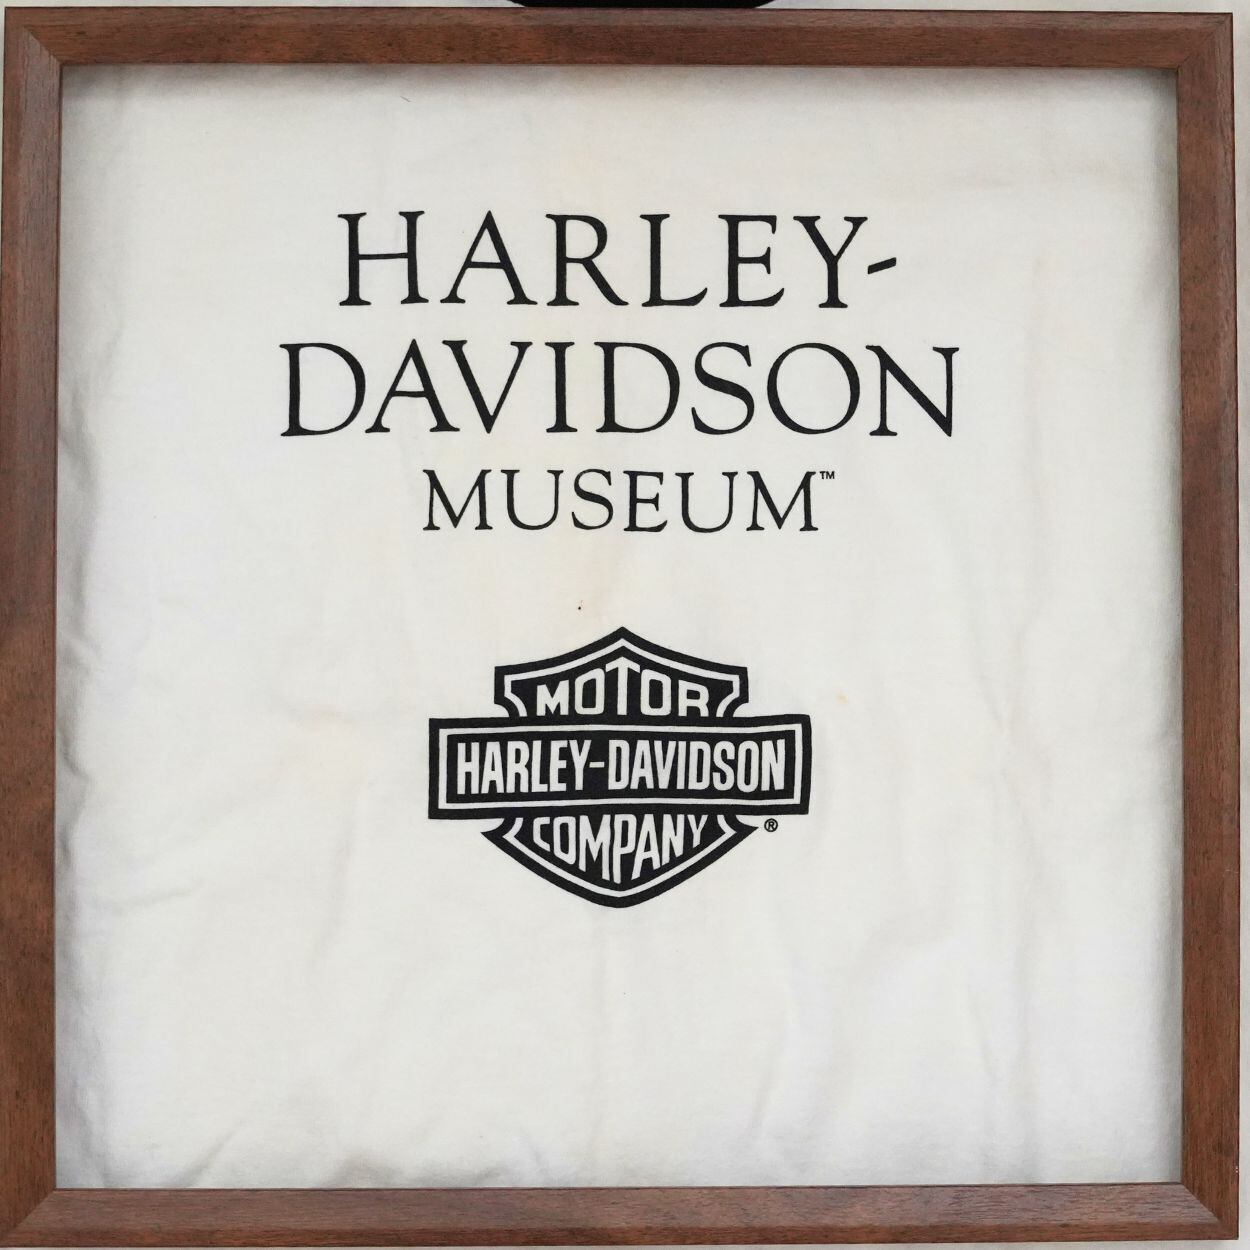 HARLEY-
DAVIDSON
MUSEUM™
MOTOR
HARLEY-DAVIDSON
COMPANY
®